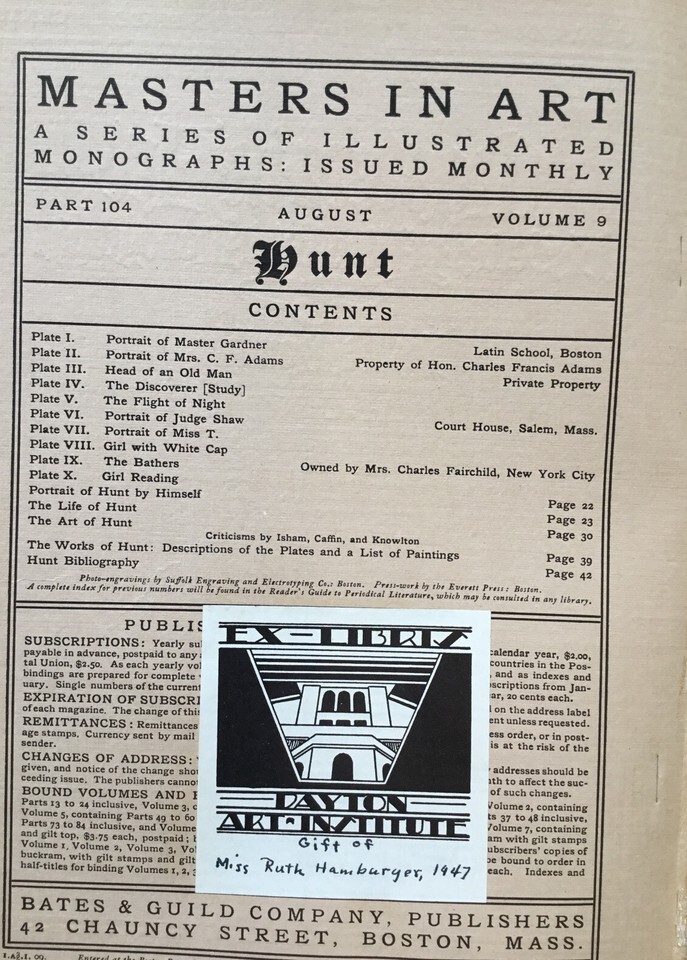 MASTERS IN ART
A SERIES OF ILLUSTRATED
MONOGRAPHS: ISSUED MONTHLY
PART 104 AUGUST VOLUME 9
Hunt
CONTENTS
Plate I. Portrait of Master Gardner Latin School, Boston
Plate II. Portrait of Mrs. C. F. Adams Property of Hon. Charles Francis Adams
Plate III. Head of an Old Man Private Property
Plate IV. The Discoverer [Study]
Plate V. The Flight of Night
Plate VI. Portrait of Judge Shaw Court House, Salem, Mass.
Plate VII. Portrait of Miss T.
Plate VIII. Girl with White Cap
Plate IX. The Bathers Owned by Mrs. Charles Fairchild, New York City
Plate X. Girl Reading
Portrait of Hunt by Himself Page 22
The Life of Hunt Page 23
The Art of Hunt Page 30
Criticisms by Isham, Caffin, and Knowlton
The Works of Hunt: Descriptions of the Plates and a List of Paintings Page 39
Hunt Bibliography Page 42
Photo-engravings by Suffolk Engraving and Electrotyping Co.: Boston. Press-work by the Everett Press: Boston.
A complete index for previous numbers will be found in the Reader's Guide to Periodical Literature, which may be consulted in any library.
PUBLIS
SUBSCRIPTIONS: Yearly su calendar year, $2.00,
payable in advance, postpaid to any countries in the Pos-
tal Union, $2.50. As each yearly vol , and as indexes and
bindings are prepared for complete scriptions from Jan-
uary. Single numbers of the current ar, 20 cents each.
EXPIRATION OF SUBSCRI d on the address label
of each magazine. The change of thi ent unless requested.
REMITTANCES: Remittances ess order, or in post-
age stamps. Currency sent by mail is at the risk of the
sender.
CHANGES OF ADDRESS: addresses should be
given, and notice of the change shou th to affect the suc-
ceeding issue. The publishers canno of such changes.
BOUND VOLUMES AND olume 2, containing
Parts 13 to 24 inclusive, Volume 3, s 37 to 48 inclusive,
Volume 5, containing Parts 49 to 60 olume 7, containing
Parts 73 to 84 inclusive, and Volume am with gilt stamps
and gilt top, $3.75 each, postpaid; ubscribers' copies of
Volume 1, Volume 2, Volume 3, Vol be bound to order in
buckram, with gilt stamps and gilt each. Indexes and
half-titles for binding Volumes 1, 2,
EX-LIBRIS
DAYTON
ART·INSTITUTE
Gift of
Miss Ruth Hamburger, 1947
BATES & GUILD COMPANY, PUBLISHERS
42 CHAUNCY STREET, BOSTON, MASS.